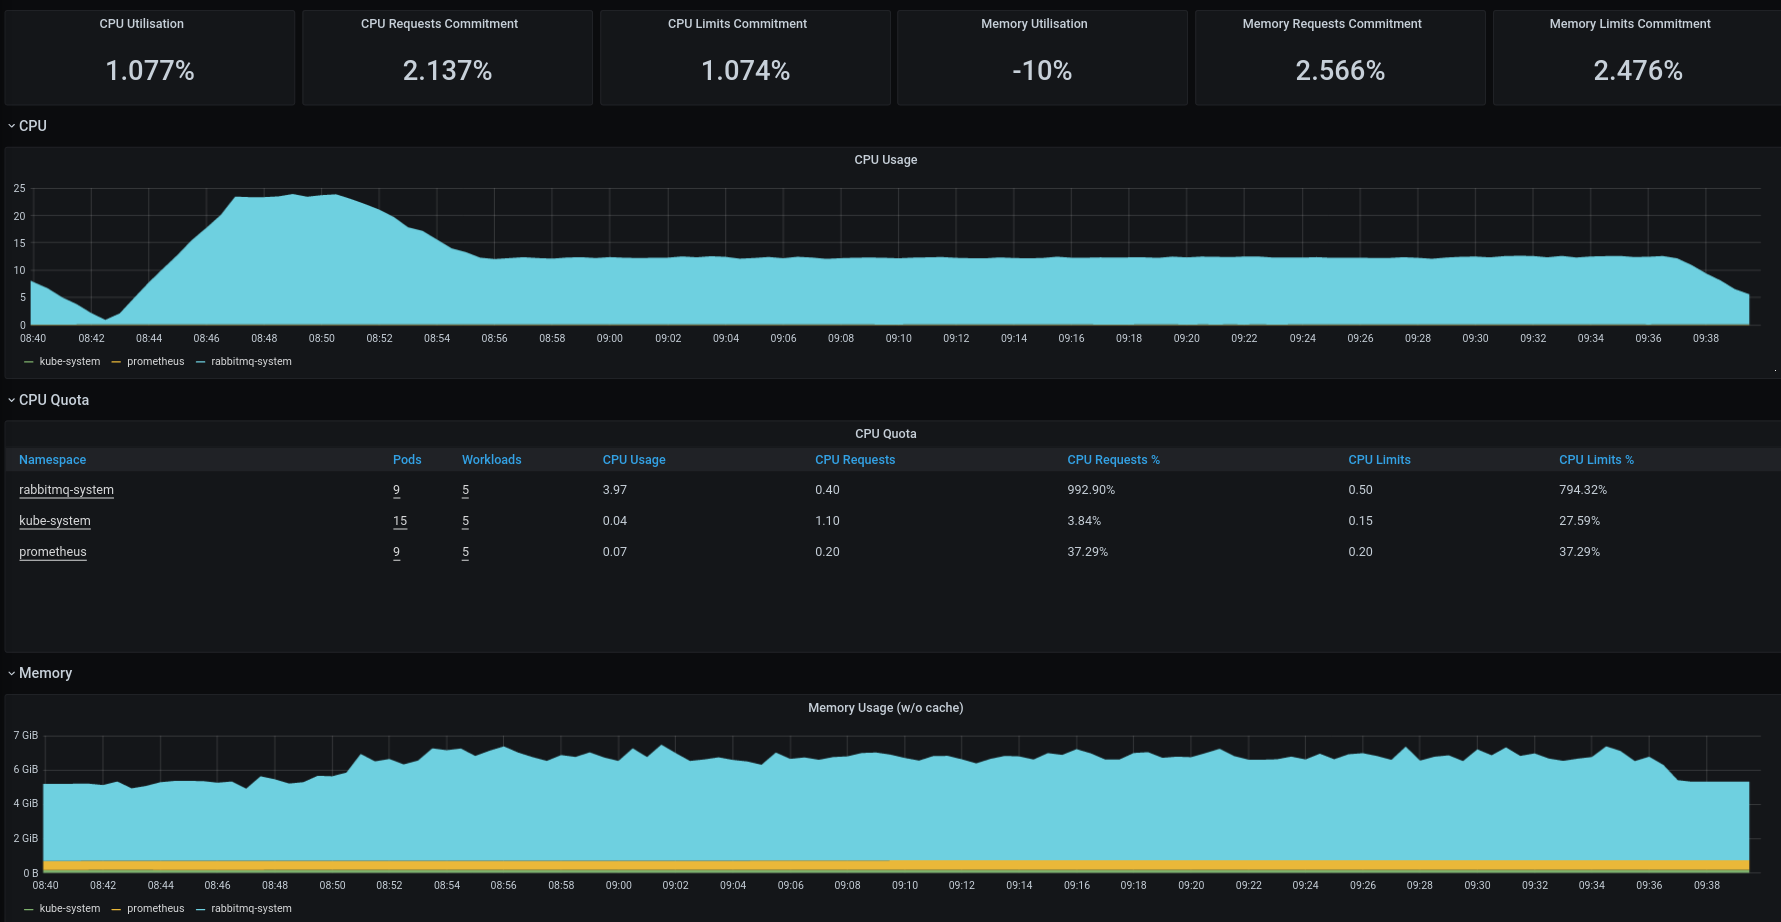 CPU Utilisation CPU Requests Commitment CPU Limits Commitment Memory Utilisation Memory Requests Commitment Memory Limits Commitment
1.077% 2.137% 1.074% -10% 2.566% 2.476%
CPU
CPU Usage
25
20
15
10
5
0
08:40 08:42 08:44 08:46 08:48 08:50 08:52 08:54 08:56 08:58 09:00 09:02 09:04 09:06 09:08 09:10 09:12 09:14 09:16 09:18 09:20 09:22 09:24 09:26 09:28 09:30 09:32 09:34 09:36 09:38
kube-system prometheus rabbitmq-system
CPU Quota
CPU Quota
Namespace Pods Workloads CPU Usage CPU Requests CPU Requests % CPU Limits CPU Limits %
rabbitmq-system 9 5 3.97 0.40 992.90% 0.50 794.32%
kube-system 15 5 0.04 1.10 3.84% 0.15 27.59%
prometheus 9 5 0.07 0.20 37.29% 0.20 37.29%
Memory
Memory Usage (w/o cache)
7 GiB
6 GiB
4 GiB
2 GiB
0 B
08:40 08:42 08:44 08:46 08:48 08:50 08:52 08:54 08:56 08:58 09:00 09:02 09:04 09:06 09:08 09:10 09:12 09:14 09:16 09:18 09:20 09:22 09:24 09:26 09:28 09:30 09:32 09:34 09:36 09:38
kube-system prometheus rabbitmq-system